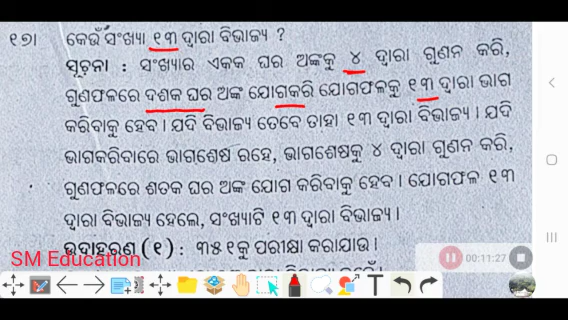 ୧୭। କେଉଁ ସଂଖ୍ୟା ୧୩ ଦ୍ୱାରା ବିଭାଜ୍ୟ ?
ସୂଚନା : ସଂଖ୍ୟାର ଏକକ ଘର ଅଙ୍କକୁ ୪ ଦ୍ୱାରା ଗୁଣନ କରି,
ଗୁଣଫଳରେ ଦଶକ ଘର ଅଙ୍କ ଯୋଗକରି ଯୋଗଫଳକୁ ୧୩ ଦ୍ୱାରା ଭାଗ
କରିବାକୁ ହେବ । ଯଦି ବିଭାଜ୍ୟ ତେବେ ତାହା ୧୩ ଦ୍ୱାରା ବିଭାଜ୍ୟ । ଯଦି
ଭାଗକରିବାରେ ଭାଗଶେଷ ରହେ, ଭାଗଶେଷକୁ ୪ ଦ୍ୱାରା ଗୁଣନ କରି,
ଗୁଣଫଳରେ ଶତକ ଘର ଅଙ୍କ ଯୋଗ କରିବାକୁ ହେବ । ଯୋଗଫଳ ୧୩
ଦ୍ୱାରା ବିଭାଜ୍ୟ ହେଲେ, ସଂଖ୍ୟାଟି ୧୩ ଦ୍ୱାରା ବିଭାଜ୍ୟ ।
ଉଦାହରଣ (୧) : ୩୫୧କୁ ପରୀକ୍ଷା କରାଯାଉ ।
SM Education
00:11:27